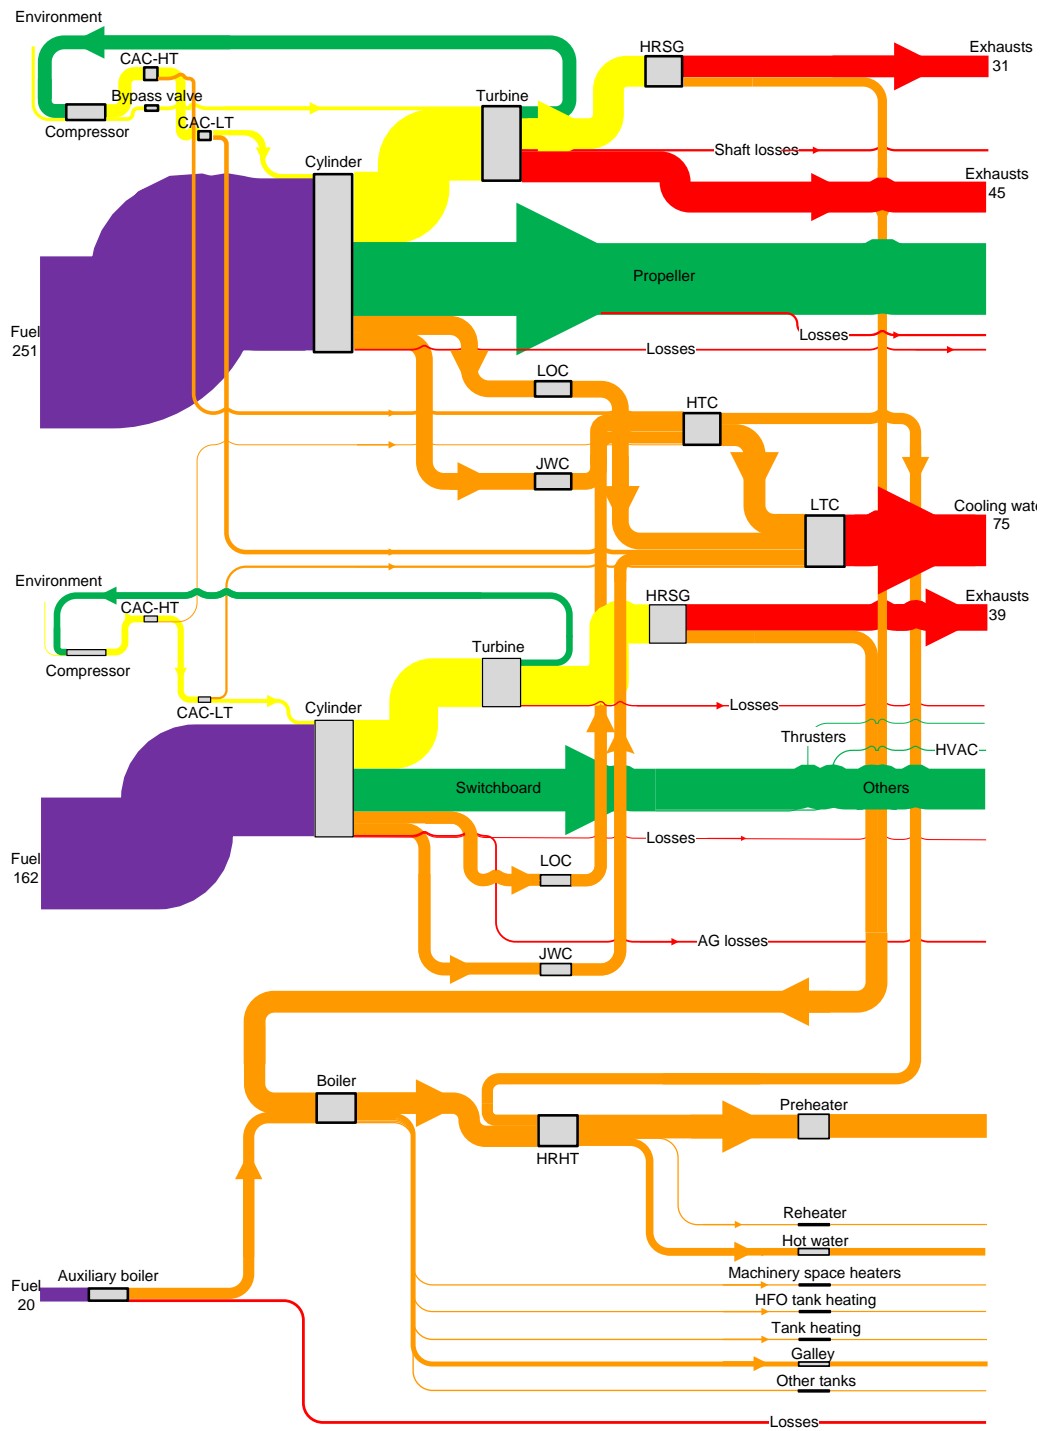 Environment
CAC-HT
HRSG
Exhausts
31
Bypass valve
Turbine
CAC-LT
Compressor
Shaft losses
Cylinder
Exhausts
45
Propeller
Fuel
251
Losses
Losses
LOC
HTC
JWC
LTC
Cooling wat
75
Environment
CAC-HT
HRSG
Exhausts
39
Turbine
Compressor
CAC-LT
Cylinder
Losses
Thrusters
HVAC
Switchboard
Others
Losses
Fuel
162
LOC
AG losses
JWC
Boiler
Preheater
HRHT
Reheater
Hot water
Auxiliary boiler
Machinery space heaters
Fuel
20
HFO tank heating
Tank heating
Galley
Other tanks
Losses